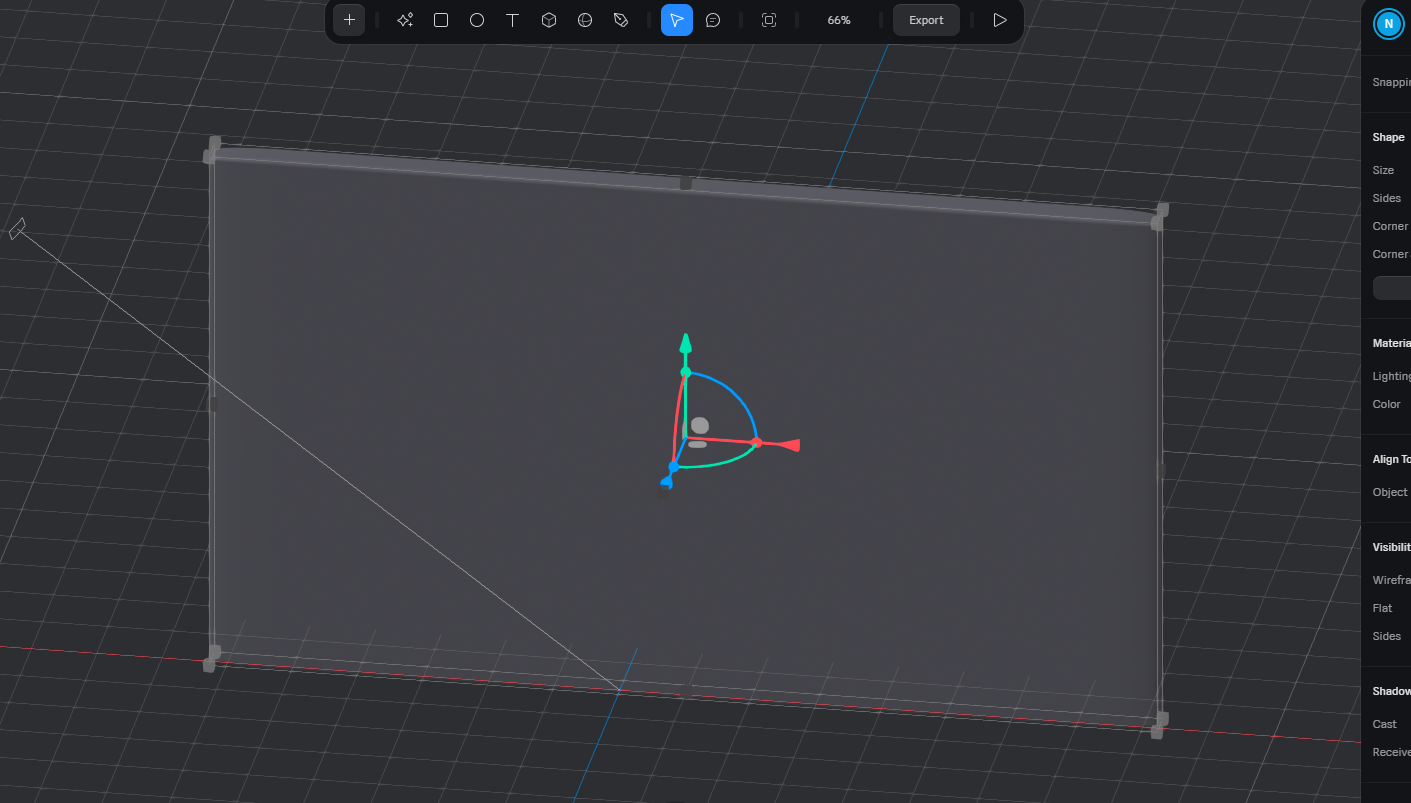 66%
Export
N
Snappin
Shape
Size
Sides
Corner
Corner
Materia
Lighting
Color
Align To
Object
Visibilit
Wirefra
Flat
Sides
Shadow
Cast
Receive